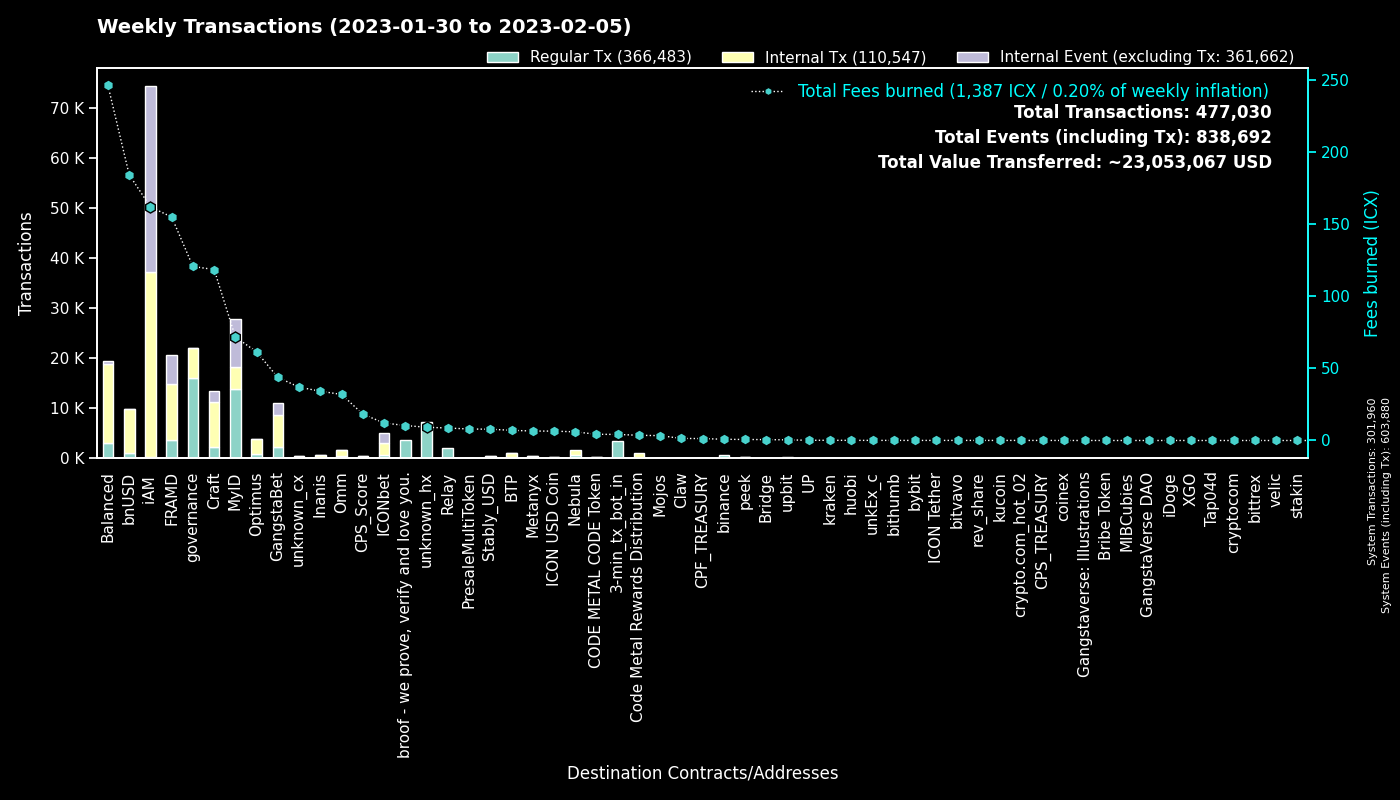 Weekly Transactions (2023-01-30 to 2023-02-05)
Regular Tx (366,483)
Internal Tx (110,547)
Internal Event (excluding Tx: 361,662)
Total Fees burned (1,387 ICX / 0.20% of weekly inflation)
Total Transactions: 477,030
Total Events (including Tx): 838,692
Total Value Transferred: ~23,053,067 USD
Transactions
70 K
60 K
50 K
40 K
30 K
20 K
10 K
0 K
250
200
150
100
50
0
Fees burned (ICX)
Balanced
bnUSD
iAM
FRAMD
governance
Craft
MyID
Optimus
GangstaBet
unknown_cx
Inanis
Omm
CPS_Score
ICONbet
broof - we prove, verify and love you.
unknown_hx
Relay
PresaleMultiToken
Stably_USD
BTP
Metanyx
ICON USD Coin
Nebula
CODE METAL CODE Token
3-min_tx_bot_in
Code Metal Rewards Distribution
Mojos
Claw
CPF_TREASURY
binance
peek
Bridge
upbit
UP
kraken
huobi
unkEx_c
bithumb
bybit
ICON Tether
bitvavo
rev_share
kucoin
crypto.com_hot_02
CPS_TREASURY
coinex
Gangstaverse: Illustrations
Bribe Token
MIBCubies
GangstaVerse DAO
iDoge
XGO
Tap04d
cryptocom
bittrex
velic
stakin
Destination Contracts/Addresses
System Transactions: 301,960
System Events (including Tx): 603,880